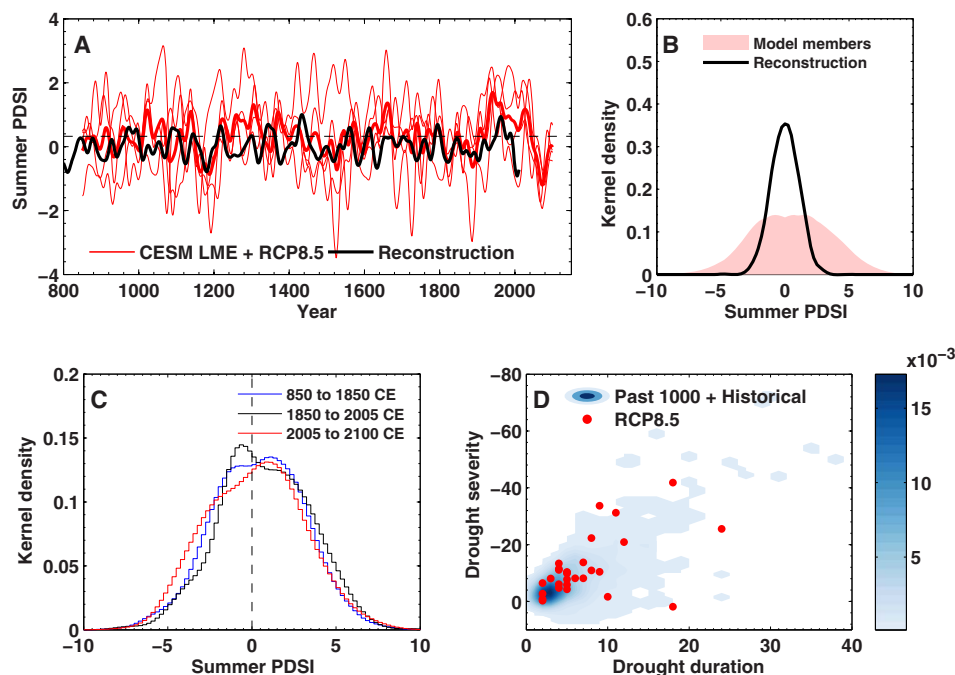 A
Summer PDSI
4
2
0
−2
−4
CESM LME + RCP8.5
Reconstruction
800 1000 1200 1400 1600 1800 2000
Year
B
Model members
Reconstruction
Kernel density
0.6
0.5
0.4
0.3
0.2
0.1
0
−10 −5 0 5 10
Summer PDSI
C
850 to 1850 CE
1850 to 2005 CE
2005 to 2100 CE
Kernel density
0.2
0.15
0.1
0.05
0
−10 −5 0 5 10
Summer PDSI
D
Past 1000 + Historical
RCP8.5
Drought severity
−80
−60
−40
−20
0
0 10 20 30 40
Drought duration
x10⁻³
15
10
5